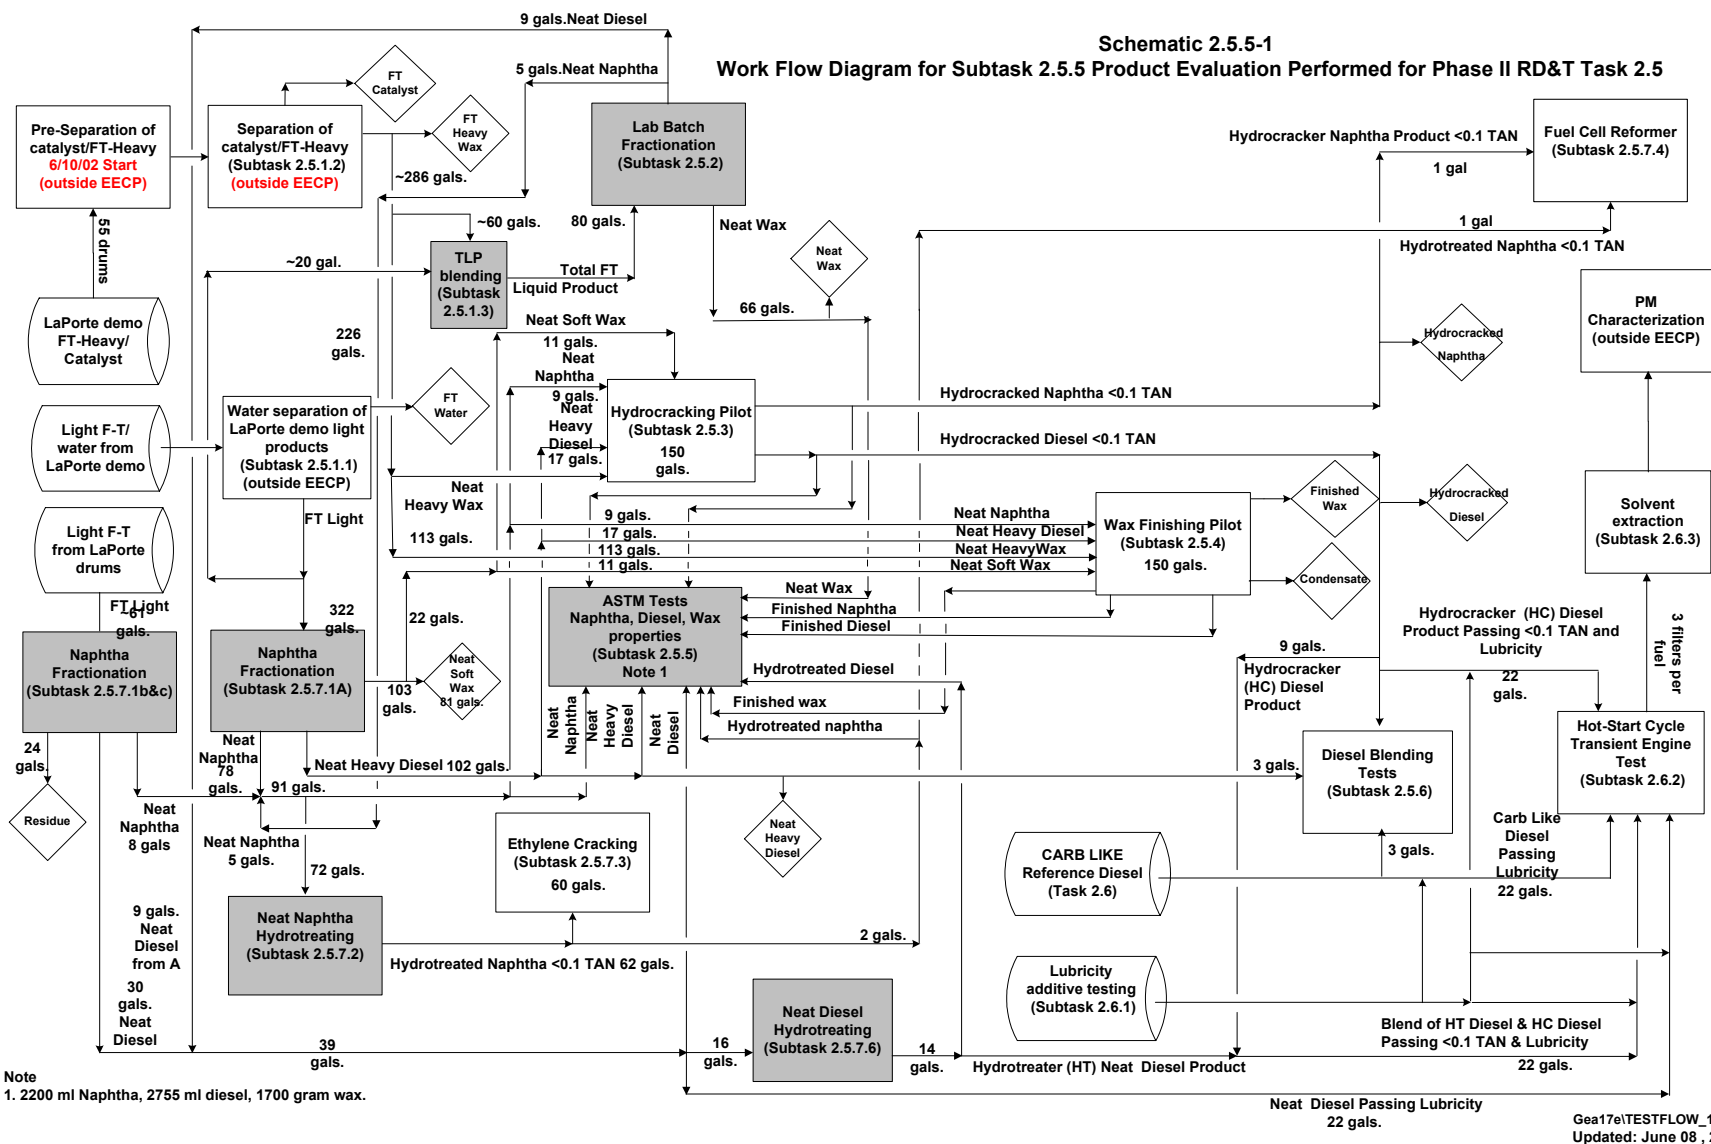 9 gals.Neat Diesel
Schematic 2.5.5-1
Work Flow Diagram for Subtask 2.5.5 Product Evaluation Performed for Phase II RD&T Task 2.5
5 gals.Neat Naphtha
FT
Catalyst
FT
Heavy
Wax
Pre-Separation of
catalyst/FT-Heavy
6/10/02 Start
(outside EECP)
Separation of
catalyst/FT-Heavy
(Subtask 2.5.1.2)
(outside EECP)
Lab Batch
Fractionation
(Subtask 2.5.2)
Hydrocracker Naphtha Product <0.1 TAN
1 gal
Fuel Cell Reformer
(Subtask 2.5.7.4)
~286 gals.
~60 gals.
80 gals.
Neat Wax
1 gal
Hydrotreated Naphtha <0.1 TAN
55 drums
~20 gal.
TLP
blending
(Subtask
2.5.1.3)
Total FT
Liquid Product
Neat
Wax
66 gals.
PM
Characterization
(outside EECP)
LaPorte demo
FT-Heavy/
Catalyst
226
gals.
Neat Soft Wax
11 gals.
Neat
Naphtha
9 gals.
Neat
Heavy
Diesel
17 gals.
Hydrocracked
Naphtha
FT
Water
Hydrocracking Pilot
(Subtask 2.5.3)
150
gals.
Hydrocracked Naphtha <0.1 TAN
Hydrocracked Diesel <0.1 TAN
Light F-T/
water from
LaPorte demo
Water separation of
LaPorte demo light
products
(Subtask 2.5.1.1)
(outside EECP)
Neat
Heavy Wax
113 gals.
Finished
Wax
Hydrocracked
Diesel
Solvent
extraction
(Subtask 2.6.3)
FT Light
9 gals.
Neat Naphtha
17 gals.
Neat Heavy Diesel
113 gals.
Neat HeavyWax
11 gals.
Neat Soft Wax
Wax Finishing Pilot
(Subtask 2.5.4)
150 gals.
Condensate
Light F-T
from LaPorte
drums
FT Light
~61
gals.
322
gals.
22 gals.
ASTM Tests
Naphtha, Diesel, Wax
properties
(Subtask 2.5.5)
Note 1
Neat Wax
Finished Naphtha
Finished Diesel
Hydrotreated Diesel
Finished wax
Hydrotreated naphtha
Hydrocracker (HC) Diesel
Product Passing <0.1 TAN and
Lubricity
22
gals.
3 filters per
fuel
9 gals.
Hydrocracker
(HC) Diesel
Product
Naphtha
Fractionation
(Subtask 2.5.7.1b&c)
Naphtha
Fractionation
(Subtask 2.5.7.1A)
103
gals.
Neat
Soft
Wax
81 gals.
Neat
Naphtha
Neat
Heavy
Diesel
Neat
Diesel
Hot-Start Cycle
Transient Engine
Test
(Subtask 2.6.2)
24
gals.
Neat
Naphtha
78
gals.
Neat Heavy Diesel 102 gals.
91 gals.
3 gals.
Diesel Blending
Tests
(Subtask 2.5.6)
Residue
Neat
Naphtha
8 gals
Neat Naphtha
5 gals.
72 gals.
Ethylene Cracking
(Subtask 2.5.7.3)
60 gals.
Neat
Heavy
Diesel
CARB LIKE
Reference Diesel
(Task 2.6)
3 gals.
Carb Like
Diesel
Passing
Lubricity
22 gals.
9 gals.
Neat
Diesel
from A
Neat Naphtha
Hydrotreating
(Subtask 2.5.7.2)
Hydrotreated Naphtha <0.1 TAN 62 gals.
2 gals.
Lubricity
additive testing
(Subtask 2.6.1)
30
gals.
Neat
Diesel
39
gals.
16
gals.
Neat Diesel
Hydrotreating
(Subtask 2.5.7.6)
14
gals.
Hydrotreater (HT) Neat Diesel Product
Blend of HT Diesel & HC Diesel
Passing <0.1 TAN & Lubricity
22 gals.
Note
1. 2200 ml Naphtha, 2755 ml diesel, 1700 gram wax.
Neat Diesel Passing Lubricity
22 gals.
Gea17e\TESTFLOW_1
Updated: June 08 , 2